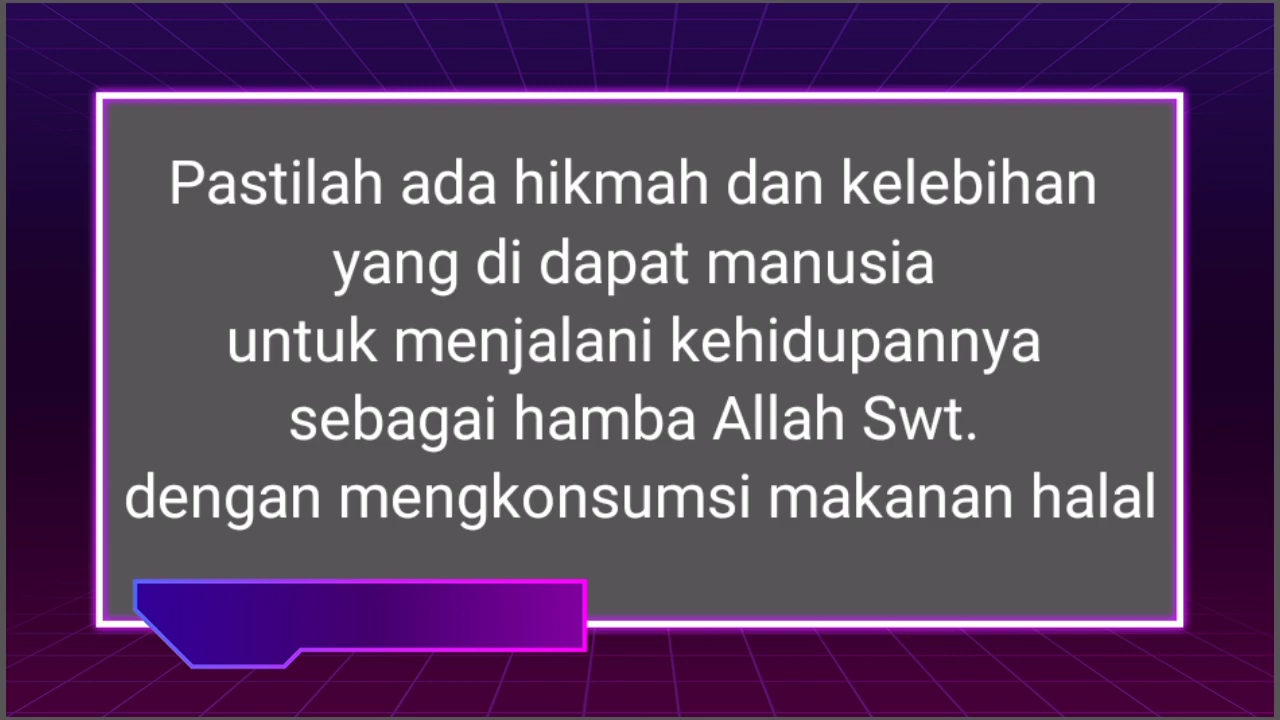 Pastilah ada hikmah dan kelebihan
yang di dapat manusia
untuk menjalani kehidupannya
sebagai hamba Allah Swt.
dengan mengkonsumsi makanan halal